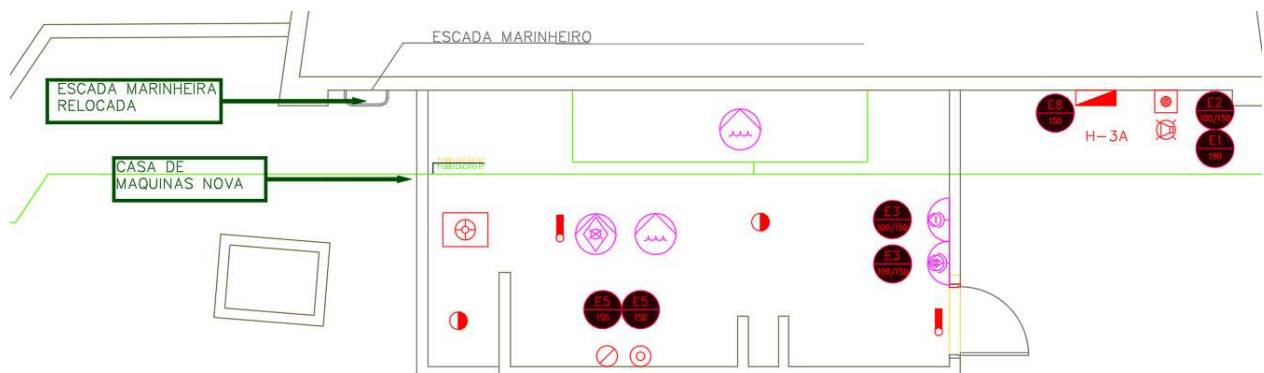 ESCADA MARINHEIRO
ESCADA MARINHEIRA
RELOCADA
E8
150
H-3A
E2
100/150
E1
150
CASA DE
MAQUINAS NOVA
E3
100/150
E3
100/150
E5
150
E5
150